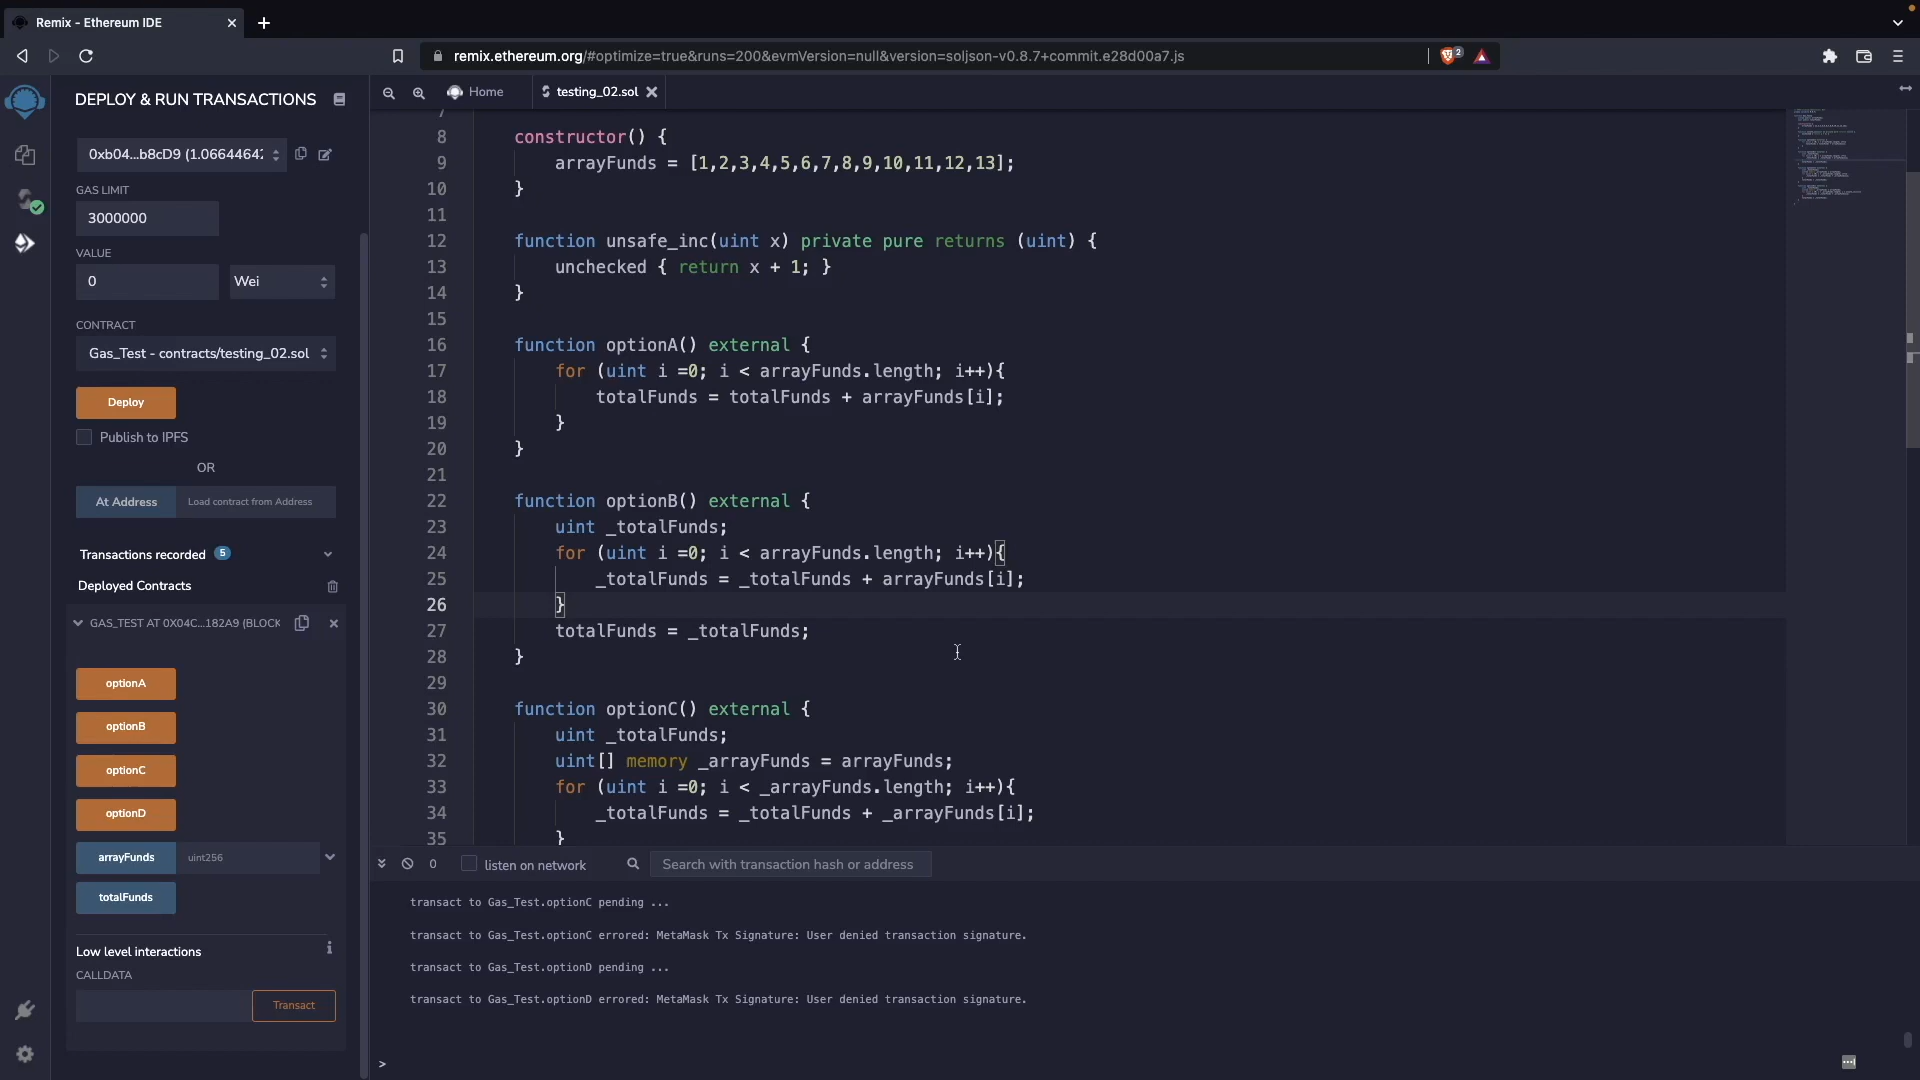 Remix - Ethereum IDE
remix.ethereum.org/#optimize=true&runs=200&evmVersion=null&version=soljson-v0.8.7+commit.e28d00a7.js
2
DEPLOY & RUN TRANSACTIONS
0xb04...b8cD9 (1.06644642
GAS LIMIT
3000000
VALUE
0
Wei
CONTRACT
Gas_Test - contracts/testing_02.sol
Deploy
Publish to IPFS
OR
At Address
Load contract from Address
Transactions recorded 5
Deployed Contracts
GAS_TEST AT 0X04C...182A9 (BLOCK
optionA
optionB
optionC
optionD
arrayFunds
uint256
totalFunds
Low level interactions
i
CALLDATA
Transact
Home
testing_02.sol
7
8 constructor() {
9 arrayFunds = [1,2,3,4,5,6,7,8,9,10,11,12,13];
10 }
11
12 function unsafe_inc(uint x) private pure returns (uint) {
13 unchecked { return x + 1; }
14 }
15
16 function optionA() external {
17 for (uint i =0; i < arrayFunds.length; i++){
18 totalFunds = totalFunds + arrayFunds[i];
19 }
20 }
21
22 function optionB() external {
23 uint _totalFunds;
24 for (uint i =0; i < arrayFunds.length; i++){
25 _totalFunds = _totalFunds + arrayFunds[i];
26 }
27 totalFunds = _totalFunds;
28 }
29
30 function optionC() external {
31 uint _totalFunds;
32 uint[] memory _arrayFunds = arrayFunds;
33 for (uint i =0; i < _arrayFunds.length; i++){
34 _totalFunds = _totalFunds + _arrayFunds[i];
35 }
0
listen on network
Search with transaction hash or address
transact to Gas_Test.optionC pending ...
transact to Gas_Test.optionC errored: MetaMask Tx Signature: User denied transaction signature.
transact to Gas_Test.optionD pending ...
transact to Gas_Test.optionD errored: MetaMask Tx Signature: User denied transaction signature.
>